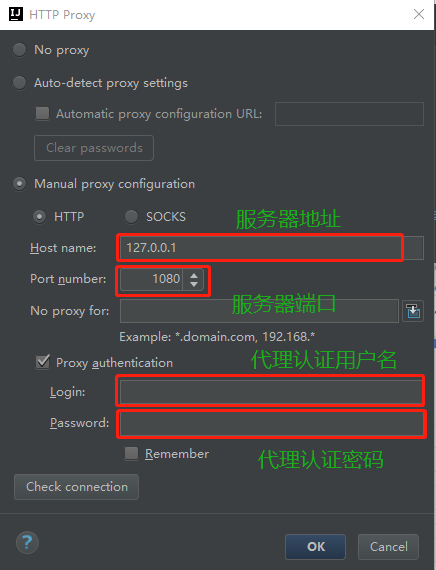 HTTP Proxy
No proxy
Auto-detect proxy settings
Automatic proxy configuration URL:
Clear passwords
Manual proxy configuration
HTTP SOCKS 服务器地址
Host name: 127.0.0.1
Port number: 1080
服务器端口
No proxy for:
Example: *.domain.com, 192.168.*
Proxy authentication 代理认证用户名
Login:
Password:
Remember 代理认证密码
Check connection
? OK Cancel